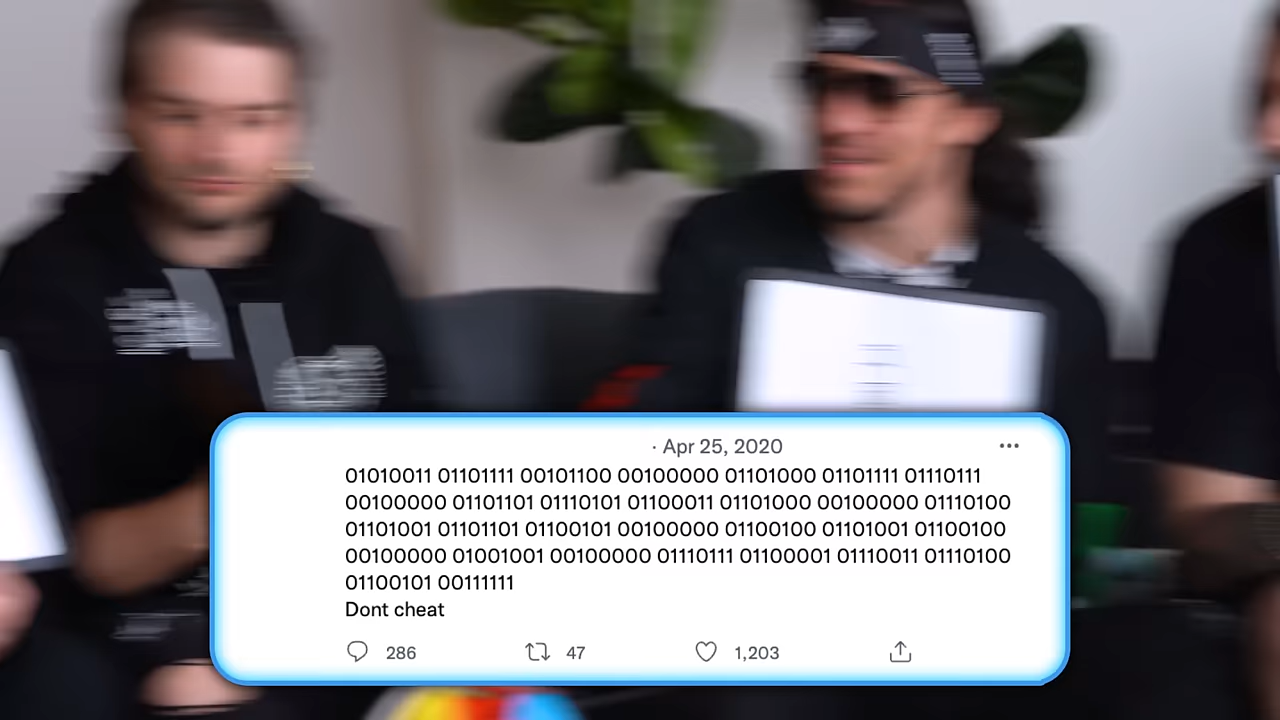 · Apr 25, 2020
01010011 01101111 00101100 00100000 01101000 01101111 01110111
00100000 01101101 01110101 01100011 01101000 00100000 01110100
01101001 01101101 01100101 00100000 01100100 01101001 01100100
00100000 01001001 00100000 01110111 01100001 01110011 01110100
01100101 00111111
Dont cheat
286 47 1,203